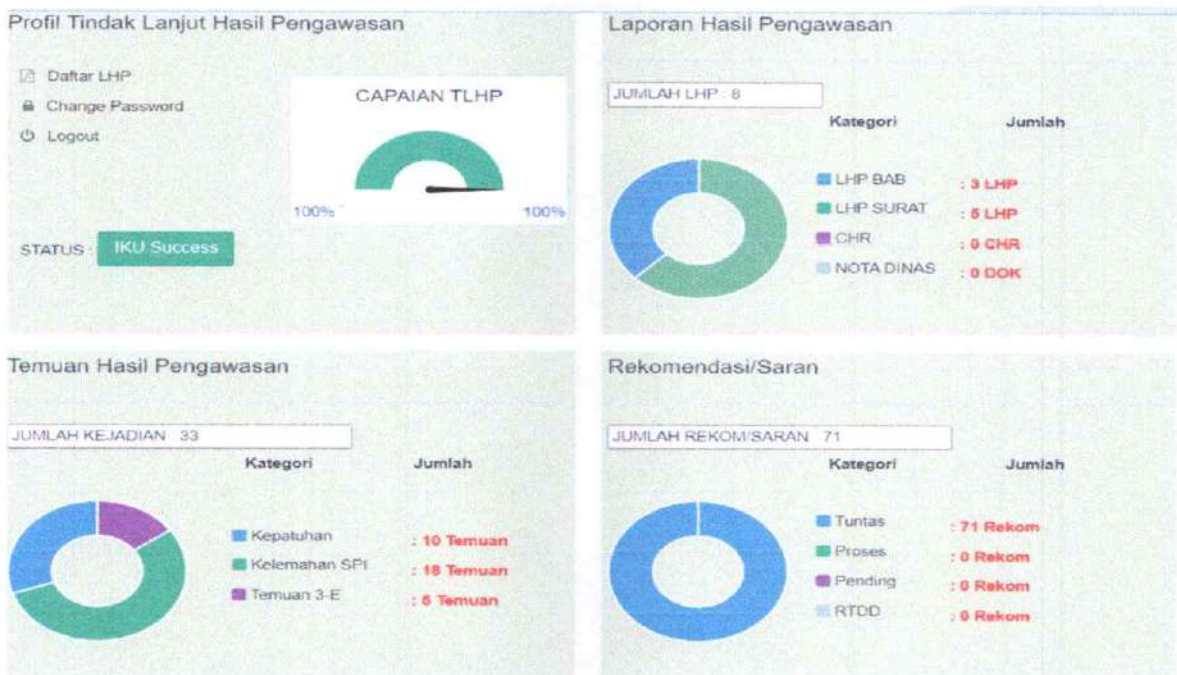 Profil Tindak Lanjut Hasil Pengawasan
Daftar LHP
Change Password
Logout
CAPAIAN TLHP
100%
100%
STATUS : IKU Success
Laporan Hasil Pengawasan
JUMLAH LHP : 8
Kategori Jumlah
LHP BAB : 3 LHP
LHP SURAT : 5 LHP
CHR : 0 CHR
NOTA DINAS : 0 DOK
Temuan Hasil Pengawasan
JUMLAH KEJADIAN : 33
Kategori Jumlah
Kepatuhan : 10 Temuan
Kelemahan SPI : 18 Temuan
Temuan 3-E : 5 Temuan
Rekomendasi/Saran
JUMLAH REKOM/SARAN : 71
Kategori Jumlah
Tuntas : 71 Rekom
Proses : 0 Rekom
Pending : 0 Rekom
RTDD : 0 Rekom